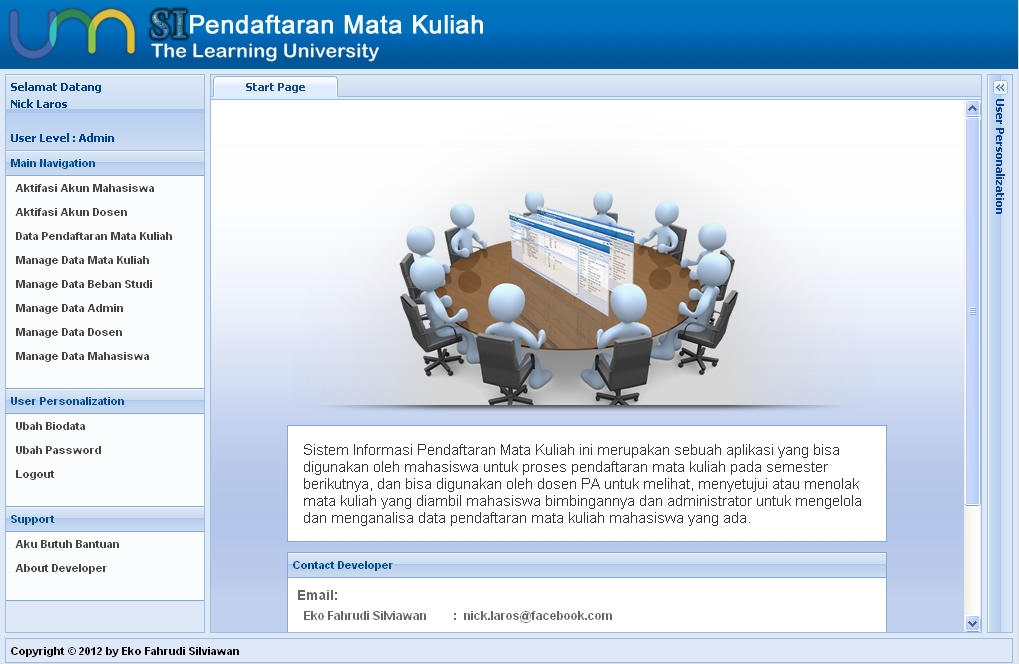 um SIPendaftaran Mata Kuliah
The Learning University
Selamat Datang
Nick Laros
User Level : Admin
Main Navigation
Aktifasi Akun Mahasiswa
Aktifasi Akun Dosen
Data Pendaftaran Mata Kuliah
Manage Data Mata Kuliah
Manage Data Beban Studi
Manage Data Admin
Manage Data Dosen
Manage Data Mahasiswa
User Personalization
Ubah Biodata
Ubah Password
Logout
Support
Aku Butuh Bantuan
About Developer
Start Page
Sistem Informasi Pendaftaran Mata Kuliah ini merupakan sebuah aplikasi yang bisa
digunakan oleh mahasiswa untuk proses pendaftaran mata kuliah pada semester
berikutnya, dan bisa digunakan oleh dosen PA untuk melihat, menyetujui atau menolak
mata kuliah yang diambil mahasiswa bimbingannya dan administrator untuk mengelola
dan menganalisa data pendaftaran mata kuliah mahasiswa yang ada.
Contact Developer
Email:
Eko Fahrudi Silviawan : nick.laros@facebook.com
User Personalization
Copyright © 2012 by Eko Fahrudi Silviawan